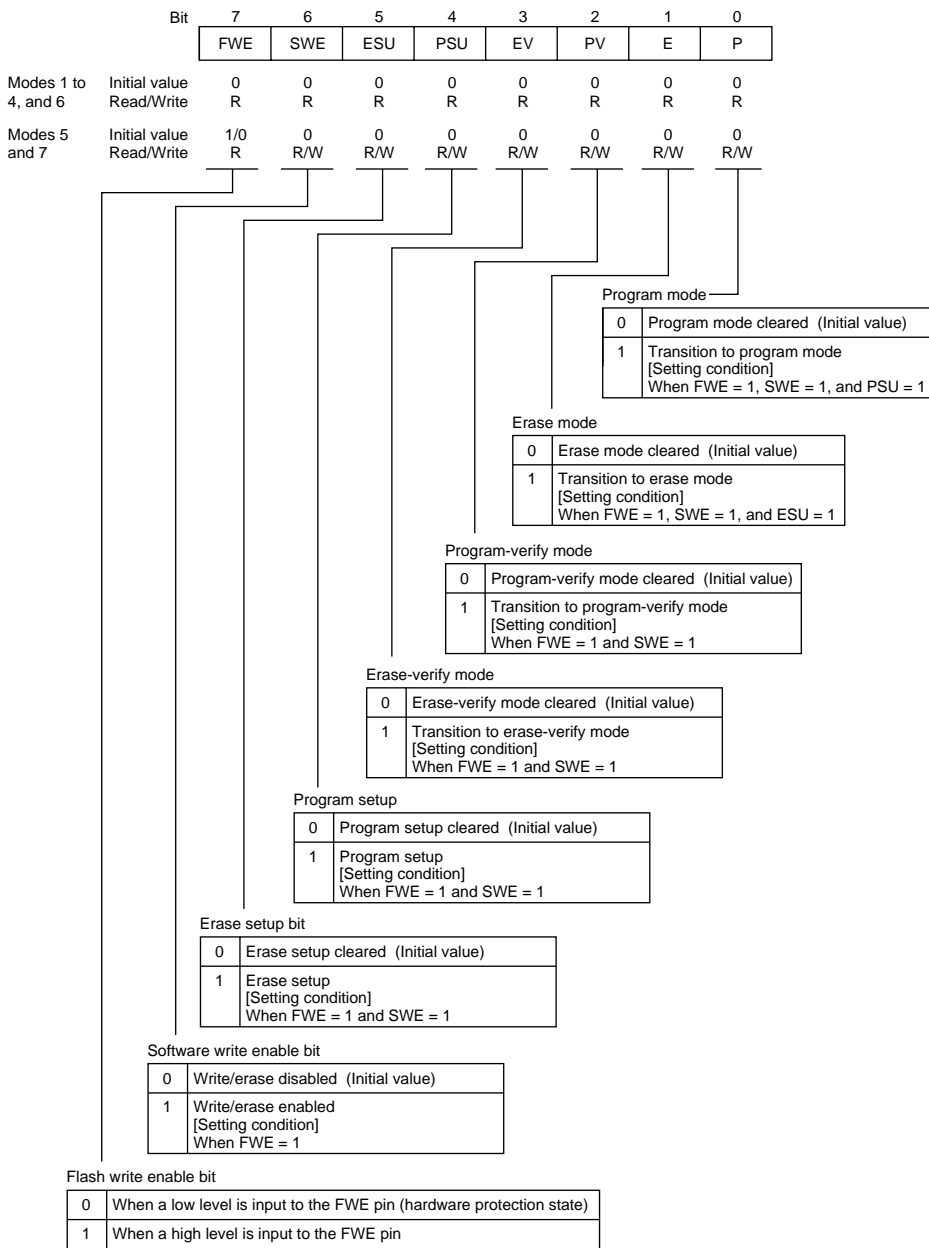 Bit 7 6 5 4 3 2 1 0
FWE SWE ESU PSU EV PV E P
Modes 1 to Initial value 0 0 0 0 0 0 0 0
4, and 6 Read/Write R R R R R R R R
Modes 5 Initial value 1/0 0 0 0 0 0 0 0
and 7 Read/Write R R/W R/W R/W R/W R/W R/W R/W
Program mode
0 Program mode cleared (Initial value)
1 Transition to program mode
[Setting condition]
When FWE = 1, SWE = 1, and PSU = 1
Erase mode
0 Erase mode cleared (Initial value)
1 Transition to erase mode
[Setting condition]
When FWE = 1, SWE = 1, and ESU = 1
Program-verify mode
0 Program-verify mode cleared (Initial value)
1 Transition to program-verify mode
[Setting condition]
When FWE = 1 and SWE = 1
Erase-verify mode
0 Erase-verify mode cleared (Initial value)
1 Transition to erase-verify mode
[Setting condition]
When FWE = 1 and SWE = 1
Program setup
0 Program setup cleared (Initial value)
1 Program setup
[Setting condition]
When FWE = 1 and SWE = 1
Erase setup bit
0 Erase setup cleared (Initial value)
1 Erase setup
[Setting condition]
When FWE = 1 and SWE = 1
Software write enable bit
0 Write/erase disabled (Initial value)
1 Write/erase enabled
[Setting condition]
When FWE = 1
Flash write enable bit
0 When a low level is input to the FWE pin (hardware protection state)
1 When a high level is input to the FWE pin